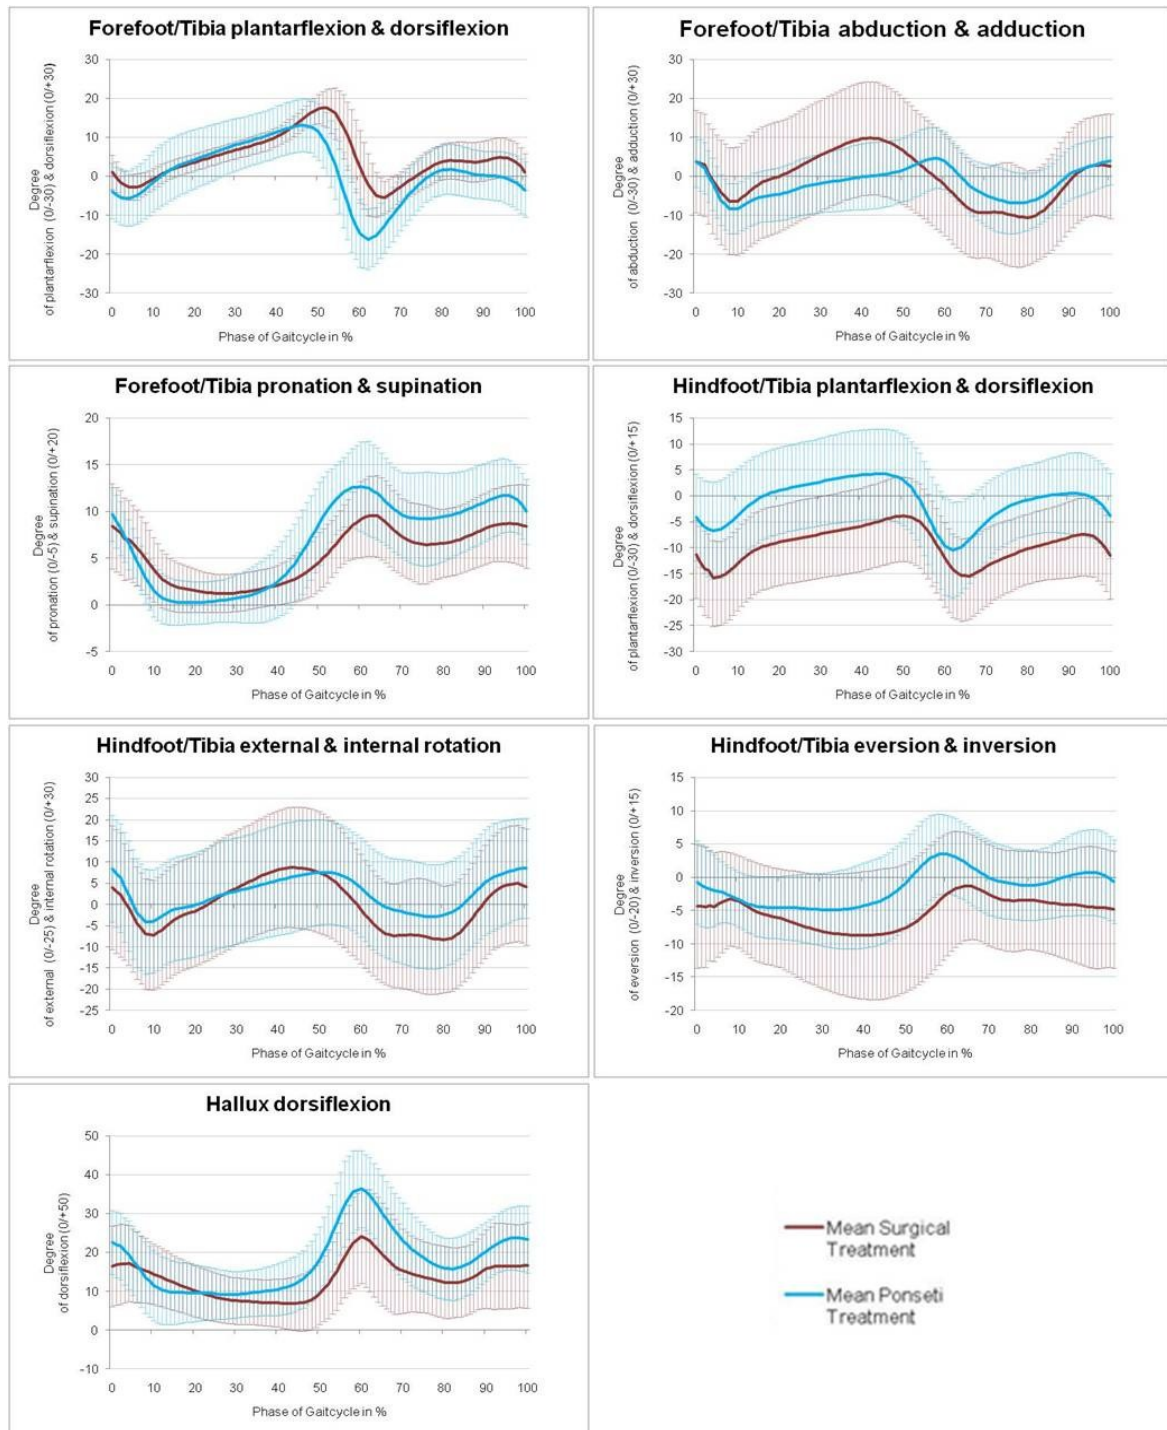 Forefoot/Tibia plantarflexion & dorsiflexion
Degree
of plantarflexion (0/-30) & dorsiflexion (0/+30)
30
20
10
0
-10
-20
-30
0 10 20 30 40 50 60 70 80 90 100
Phase of Gaitcycle in %
Forefoot/Tibia abduction & adduction
Degree
of abduction (0/-30) & adduction (0/+30)
30
20
10
0
-10
-20
-30
0 10 20 30 40 50 60 70 80 90 100
Phase of Gaitcycle in %
Forefoot/Tibia pronation & supination
Degree
of pronation (0/-5) & supination (0/+20)
20
15
10
5
0
-5
0 10 20 30 40 50 60 70 80 90 100
Phase of Gaitcycle in %
Hindfoot/Tibia plantarflexion & dorsiflexion
Degree
of plantarflexion (0/-30) & dorsiflexion (0/+15)
15
10
5
0
-5
-10
-15
-20
-25
-30
0 10 20 30 40 50 60 70 80 90 100
Phase of Gaitcycle in %
Hindfoot/Tibia external & internal rotation
Degree
of external (0/-25) & internal rotation (0/+30)
30
25
20
15
10
5
0
-5
-10
-15
-20
-25
0 10 20 30 40 50 60 70 80 90 100
Phase of Gaitcycle in %
Hindfoot/Tibia eversion & inversion
Degree
of eversion (0/-20) & inversion (0/+15)
15
10
5
0
-5
-10
-15
-20
0 10 20 30 40 50 60 70 80 90 100
Phase of Gaitcycle in %
Hallux dorsiflexion
Degree
of dorsiflexion (0/+50)
50
40
30
20
10
0
-10
0 10 20 30 40 50 60 70 80 90 100
Phase of Gaitcycle in %
Mean Surgical
Treatment
Mean Ponseti
Treatment